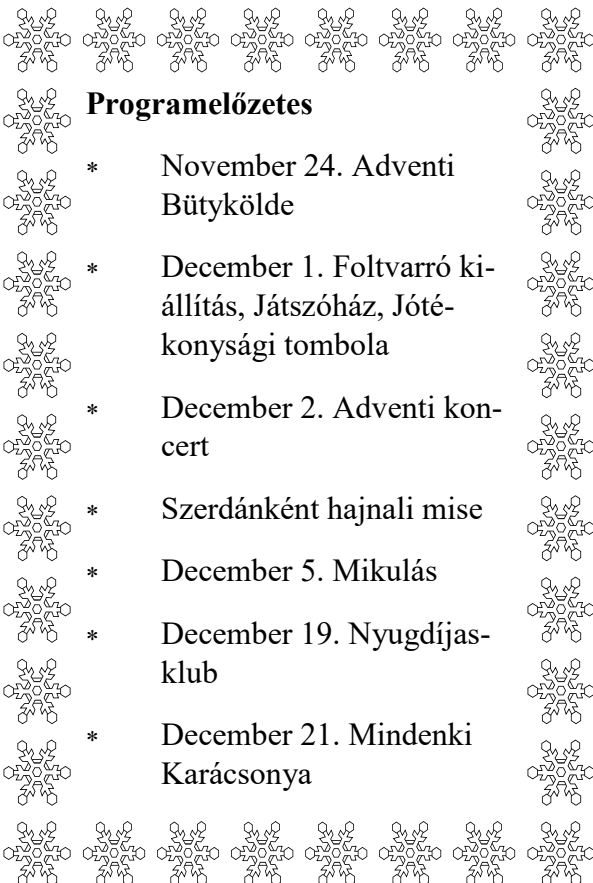 Programelőzetes
* November 24. Adventi
Bütykölde
* December 1. Foltvarró ki-
állítás, Játszóház, Jóté-
konysági tombola
* December 2. Adventi kon-
cert
* Szerdánként hajnali mise
* December 5. Mikulás
* December 19. Nyugdíjas-
klub
* December 21. Mindenki
Karácsonya